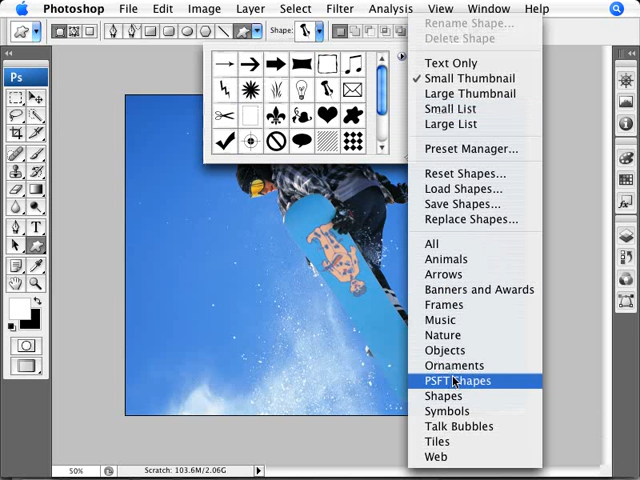 Photoshop File Edit Image Layer Select Filter Analysis View Window Help
Shape:
Rename Shape...
Delete Shape
Text Only
✓ Small Thumbnail
Large Thumbnail
Small List
Large List
Preset Manager...
Reset Shapes...
Load Shapes...
Save Shapes...
Replace Shapes...
All
Animals
Arrows
Banners and Awards
Frames
Music
Nature
Objects
Ornaments
PSFT Shapes
Shapes
Symbols
Talk Bubbles
Tiles
Web
Ps
T
50%
Scratch: 103.6M/2.06G